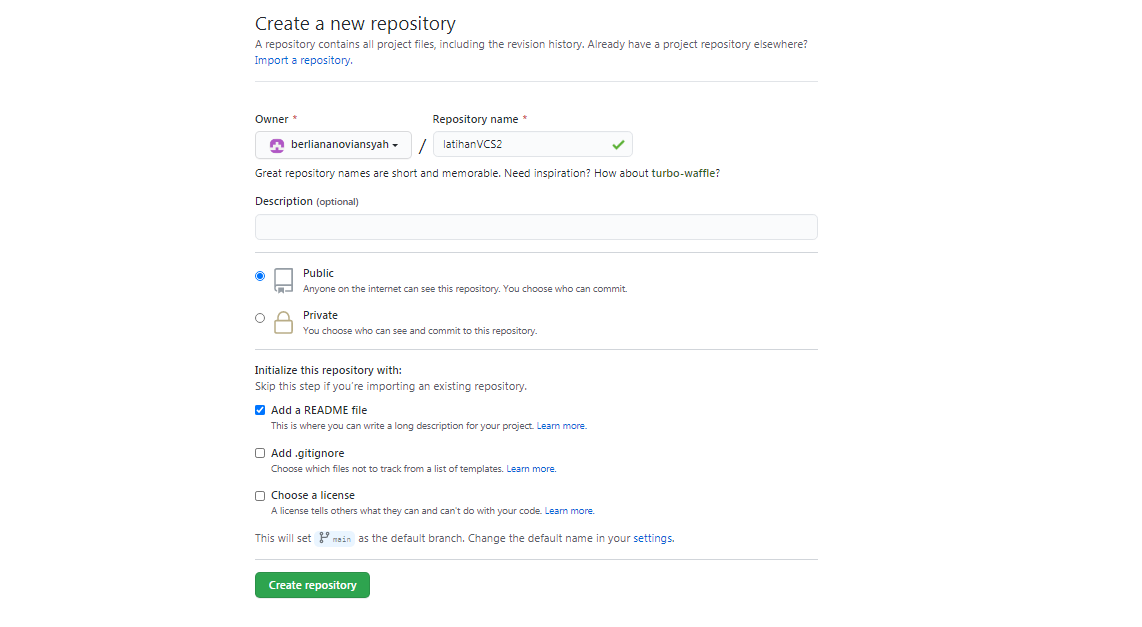 Create a new repository
A repository contains all project files, including the revision history. Already have a project repository elsewhere?
Import a repository.
Owner * Repository name *
berliananoviansyah / latihanVCS2
Great repository names are short and memorable. Need inspiration? How about turbo-waffle?
Description (optional)
Public
Anyone on the internet can see this repository. You choose who can commit.
Private
You choose who can see and commit to this repository.
Initialize this repository with:
Skip this step if you're importing an existing repository.
Add a README file
This is where you can write a long description for your project. Learn more.
Add .gitignore
Choose which files not to track from a list of templates. Learn more.
Choose a license
A license tells others what they can and can't do with your code. Learn more.
This will set main as the default branch. Change the default name in your settings.
Create repository